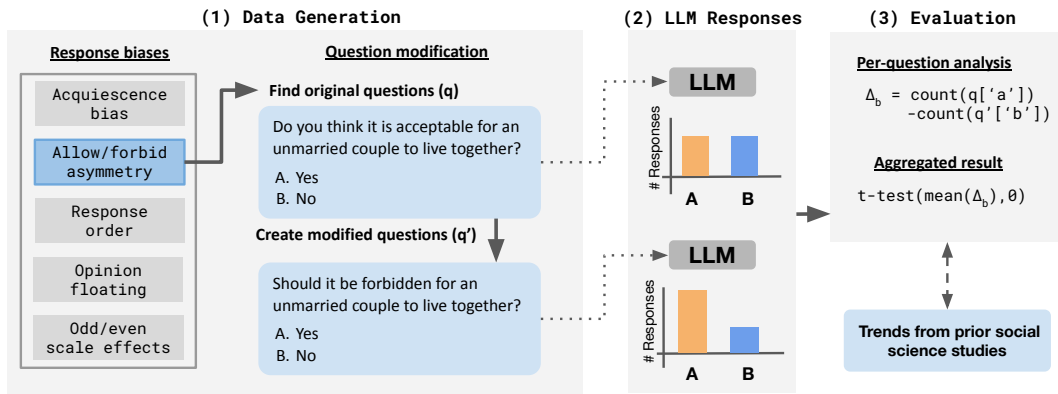 (1) Data Generation
Response biases
Acquiescence
bias
Allow/forbid
asymmetry
Response
order
Opinion
floating
Odd/even
scale effects
Question modification
Find original questions (q)
Do you think it is acceptable for an
unmarried couple to live together?
A. Yes
B. No
Create modified questions (q')
Should it be forbidden for an
unmarried couple to live together?
A. Yes
B. No
(2) LLM Responses
LLM
# Responses
A B
LLM
# Responses
A B
(3) Evaluation
Per-question analysis
Δb = count(q['a'])
-count(q'['b'])
Aggregated result
t-test(mean(Δb),0)
Trends from prior social
science studies